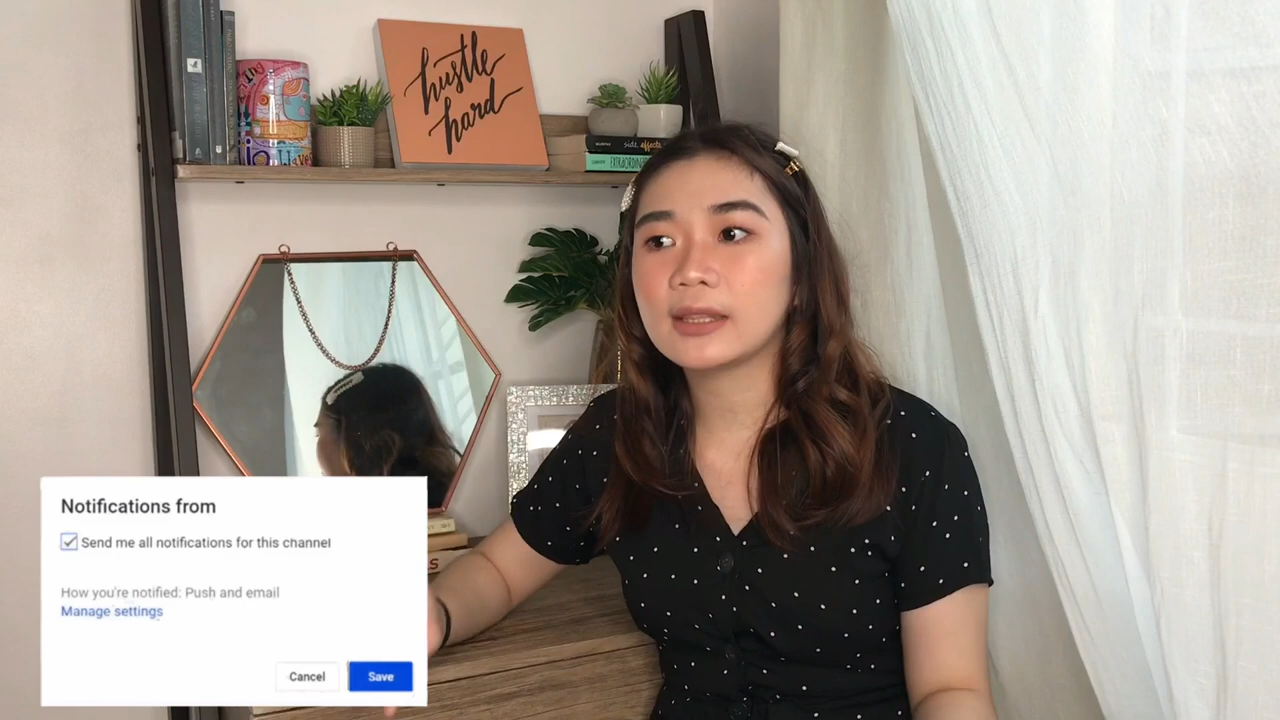 hustle
hard
side effects
EXTRAORDIN
Notifications from
Send me all notifications for this channel
How you're notified: Push and email
Manage settings
Cancel
Save